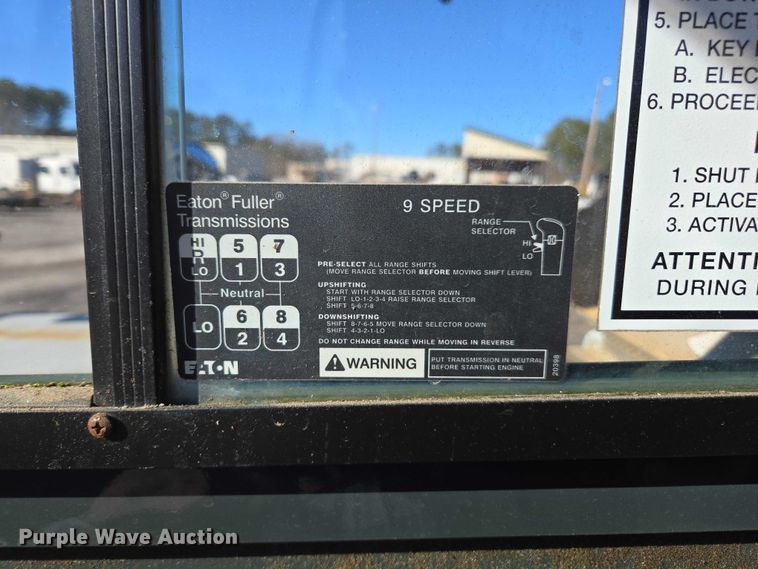 Eaton® Fuller®
Transmissions
9 SPEED
RANGE
SELECTOR
HI
LO
HI 5 7
R
LO 1 3
Neutral
LO 6 8
2 4
EATON
PRE-SELECT ALL RANGE SHIFTS
(MOVE RANGE SELECTOR BEFORE MOVING SHIFT LEVER)
UPSHIFTING
START WITH RANGE SELECTOR DOWN
SHIFT LO-1-2-3-4 RAISE RANGE SELECTOR
SHIFT 5-6-7-8
DOWNSHIFTING
SHIFT 8-7-6-5 MOVE RANGE SELECTOR DOWN
SHIFT 4-3-2-1-LO
DO NOT CHANGE RANGE WHILE MOVING IN REVERSE
WARNING
PUT TRANSMISSION IN NEUTRAL
BEFORE STARTING ENGINE
20398
5. PLACE
A. KEY
B. ELEC
6. PROCEE
1. SHUT
2. PLACE
3. ACTIVA
ATTENTI
DURING
Purple Wave Auction